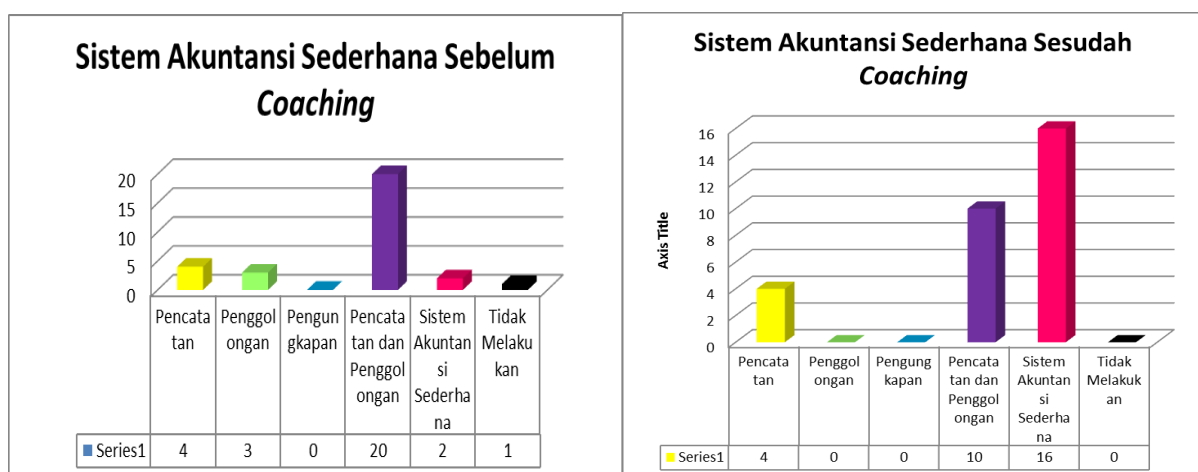 Sistem Akuntansi Sederhana Sebelum
Coaching
20
15
10
5
0
Pencata
tan
Penggol
ongan
Pengun
gkapan
Pencata
tan dan
Penggol
ongan
Sistem
Akuntan
si
Sederha
na
Tidak
Melaku
kan
Series1 4 3 0 20 2 1
Sistem Akuntansi Sederhana Sesudah
Coaching
Axis Title
16
14
12
10
8
6
4
2
0
Pencata
tan
Penggol
ongan
Pengung
kapan
Pencata
tan dan
Penggol
ongan
Sistem
Akuntan
si
Sederha
na
Tidak
Melakuk
an
Series1 4 0 0 10 16 0